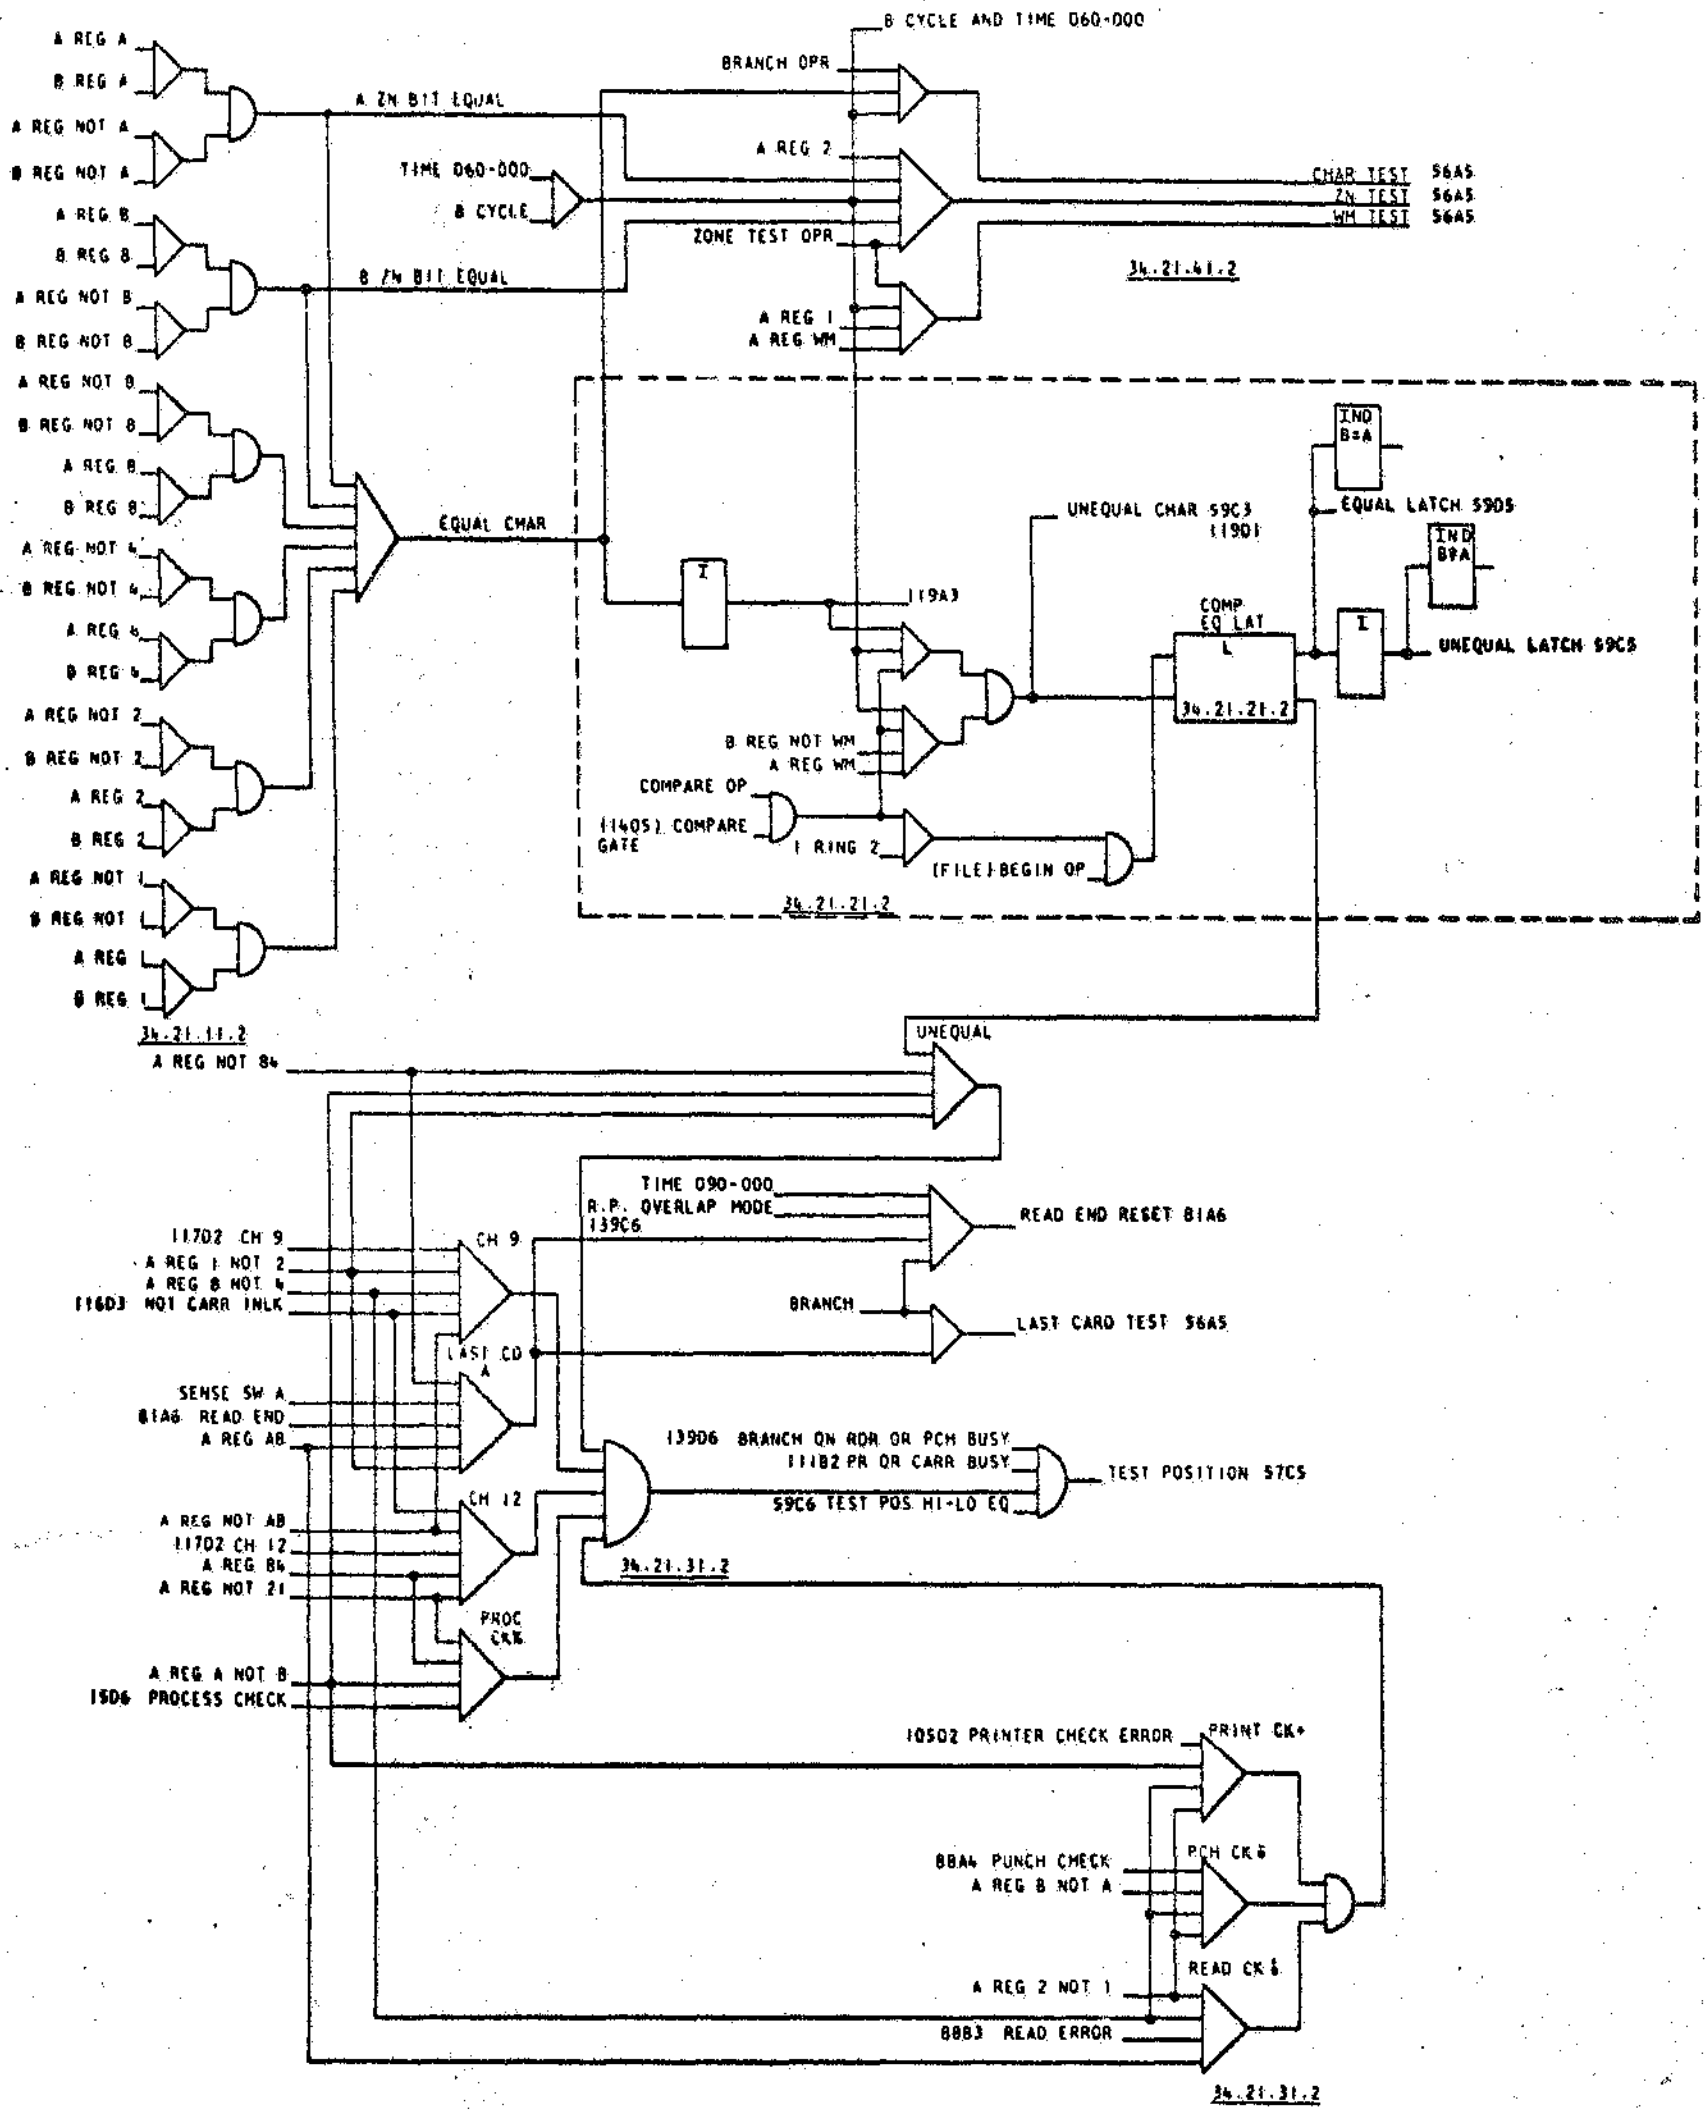 B CYCLE AND TIME 060-000
A REG A
B REG A
A REG NOT A
B REG NOT A
A ZN BIT EQUAL
BRANCH OPR
A REG 2
TIME 060-000
B CYCLE
ZONE TEST OPR
CHAR TEST 56A5
ZN TEST 56A5
WM TEST 56A5
34.21.41.2
A REG B
B REG B
A REG NOT B
B REG NOT B
B ZN BIT EQUAL
A REG 1
A REG WM
A REG NOT 8
B REG NOT 8
A REG 8
B REG 8
A REG NOT 4
B REG NOT 4
A REG 4
B REG 4
A REG NOT 2
B REG NOT 2
A REG 2
B REG 2
A REG NOT 1
B REG NOT 1
A REG 1
B REG 1
34.21.11.2
EQUAL CHAR
I
119A3
UNEQUAL CHAR 59C3
119D1
IND
B=A
EQUAL LATCH 59D5
IND
B≠A
COMP
EQ LAT
L
34.21.21.2
I
UNEQUAL LATCH 59C5
B REG NOT WM
A REG WM
COMPARE OP
(1405) COMPARE
GATE
I RING 2
(FILE) BEGIN OP
34.21.21.2
A REG NOT 84
UNEQUAL
TIME 090-000
R.P. OVERLAP MODE
139C6
READ END RESET 81A6
BRANCH
LAST CARD TEST 56A5
117D2 CH 9
A REG 1 NOT 2
A REG 8 NOT 4
116D3 NOT CARR INLK
CH 9
LAST CD
A
SENSE SW A
81A6 READ END
A REG AB
139D6 BRANCH ON RDR OR PCH BUSY
111B2 PR OR CARR BUSY
59C6 TEST POS HI-LO EQ
TEST POSITION 57C5
CH 12
A REG NOT AB
117D2 CH 12
A REG 84
A REG NOT 21
34.21.31.2
PROC
CK%
A REG A NOT B
15D6 PROCESS CHECK
105D2 PRINTER CHECK ERROR
PRINT CK
88A4 PUNCH CHECK
A REG B NOT A
PCH CK
A REG 2 NOT 1
READ CK
88B3 READ ERROR
34.21.31.2